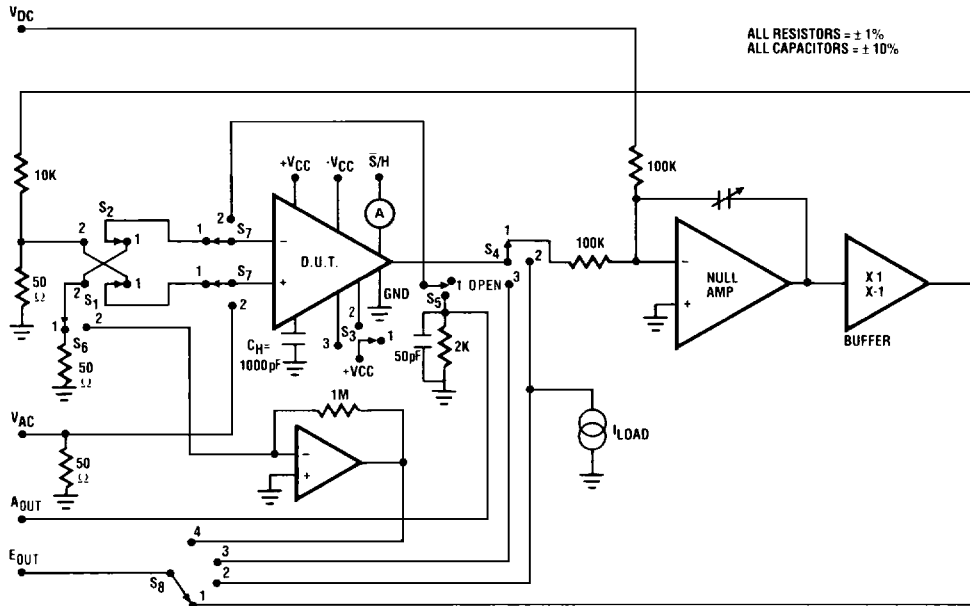 VDC
ALL RESISTORS = ± 1%
ALL CAPACITORS = ± 10%
10K
+VCC
-VCC
S̅/H
A
100K
S2
2
1
1
2
S7
−
D.U.T.
1
S4
100K
−
NULL
AMP
+
X 1
X-1
BUFFER
50
Ω
2
S1
1
1
S7
2
+
GND
1 OPEN
3
2
S5
1
S6
2
50
Ω
CH=
1000pF
3
2
S3
1
+VCC
50pF
2K
VAC
50
Ω
1M
−
+
ILOAD
AOUT
EOUT
4
3
2
S8
1